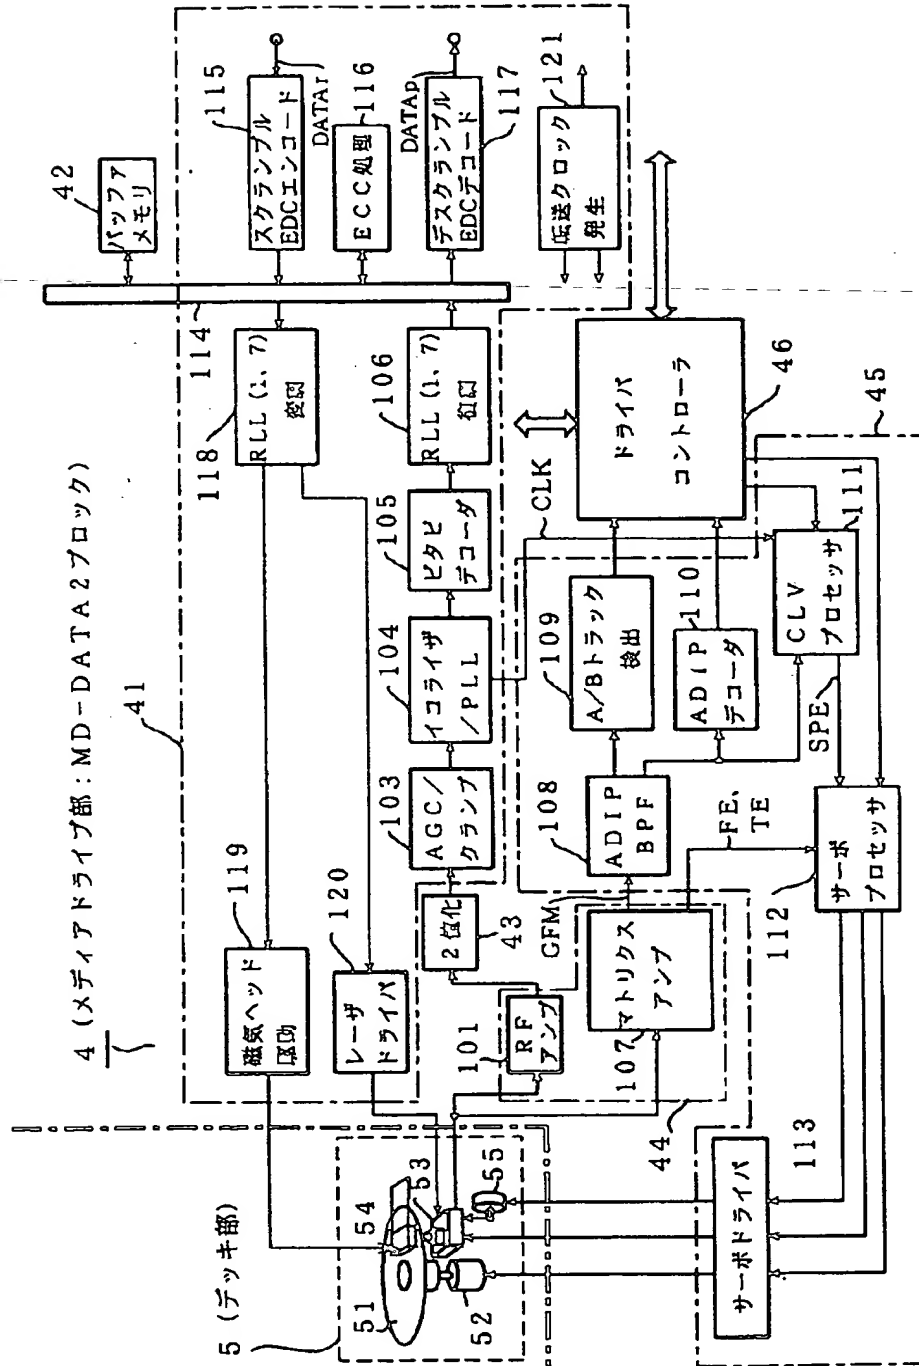 4 (メディアドライブ部:MD-DATA2ブロック)
5 (デッキ部)
41
42
バッファ
メモリ
114
115
スクランブル
EDCエンコード
DATAr
116
ECC処理
DATAp
デスクランブル
EDCデコード
117
121
転送クロック
発生
118
RLL (1、7)
変調
106
RLL (1、7)
復調
105
ビタビ
デコーダ
104
イコライザ
/PLL
103
AGC/
クランプ
2値化
43
119
磁気ヘッド
駆動
120
レーザ
ドライバ
101
RF
アンプ
107
マトリクス
アンプ
44
GFM
FE、
TE
108
ADIP
BPF
109
A/Bトラック
検出
110
ADIP
デコーダ
CLK
ドライバ
コントローラ
46
45
111
CLV
プロセッサ
SPE
サーボ
プロセッサ
112
113
サーボドライバ
51
52
53
54
55